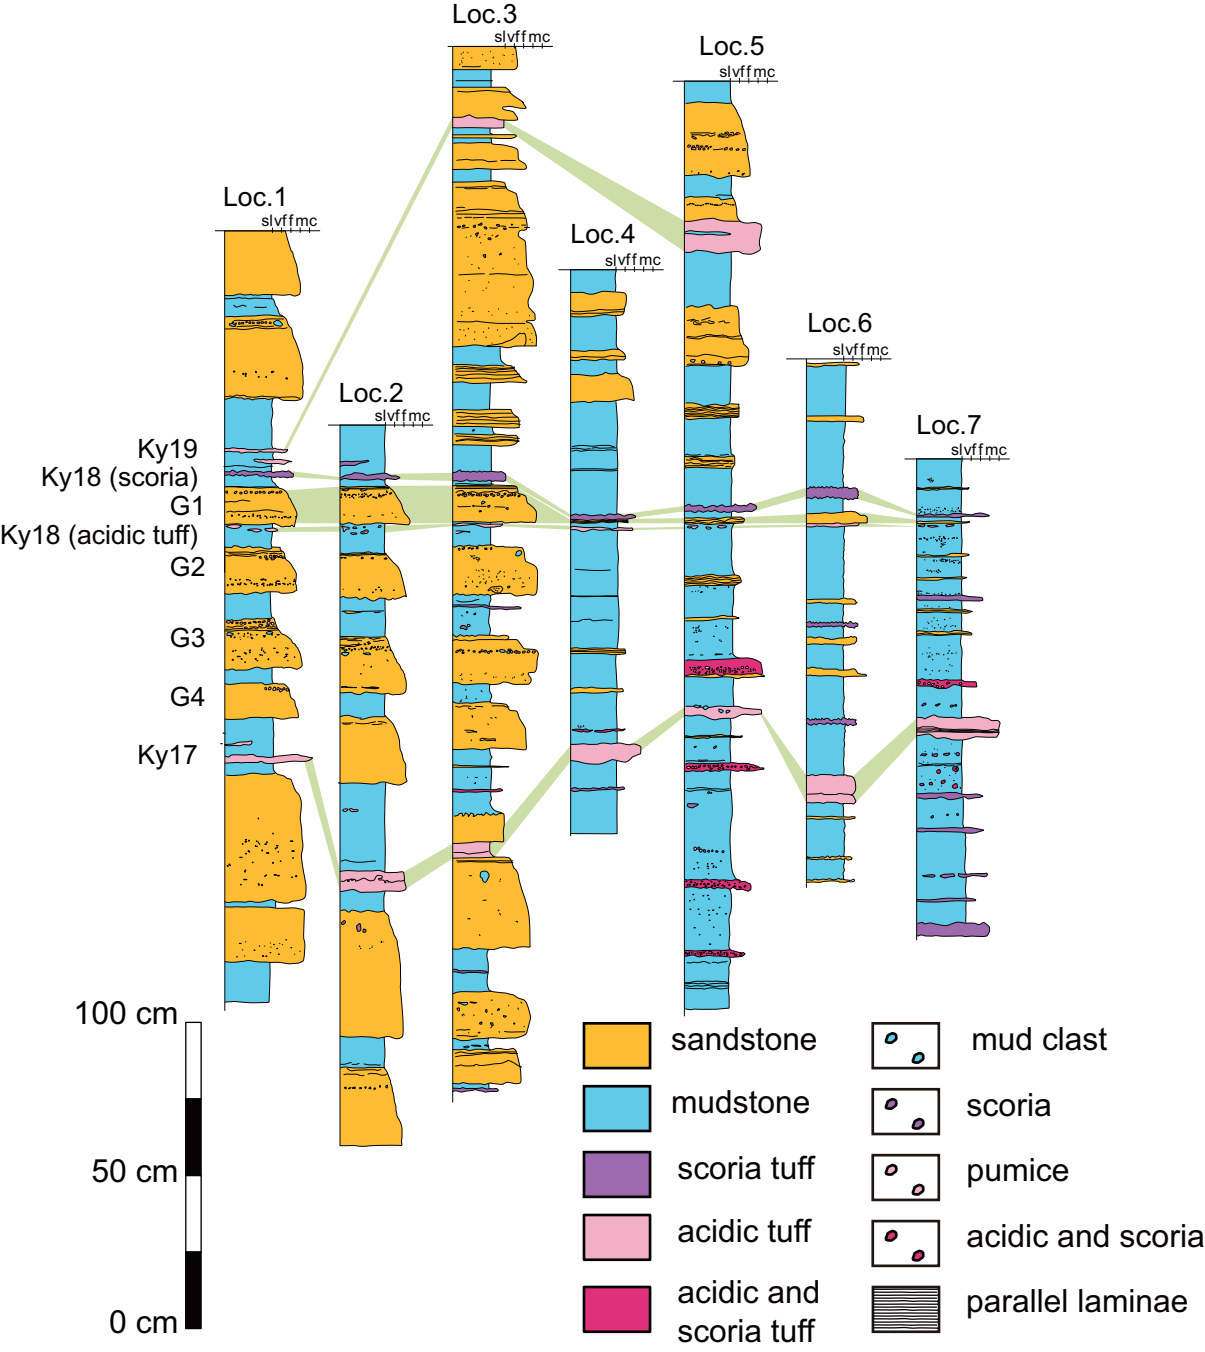 Loc.3
slvffmc
Loc.5
slvffmc
Loc.1
slvffmc
Loc.4
slvffmc
Loc.6
slvffmc
Loc.2
slvffmc
Loc.7
slvffmc
Ky19
Ky18 (scoria)
G1
Ky18 (acidic tuff)
G2
G3
G4
Ky17
100 cm
50 cm
0 cm
sandstone
mudstone
scoria tuff
acidic tuff
acidic and
scoria tuff
mud clast
scoria
pumice
acidic and scoria
parallel laminae